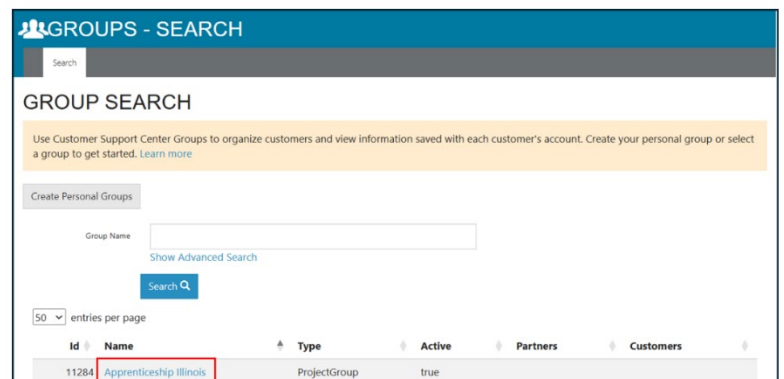 GROUPS - SEARCH
Search
GROUP SEARCH
Use Customer Support Center Groups to organize customers and view information saved with each customer's account. Create your personal group or select
a group to get started. Learn more
Create Personal Groups
Group Name
Show Advanced Search
Search
50 entries per page
Id Name Type Active Partners Customers
11284 Apprenticeship Illinois ProjectGroup true